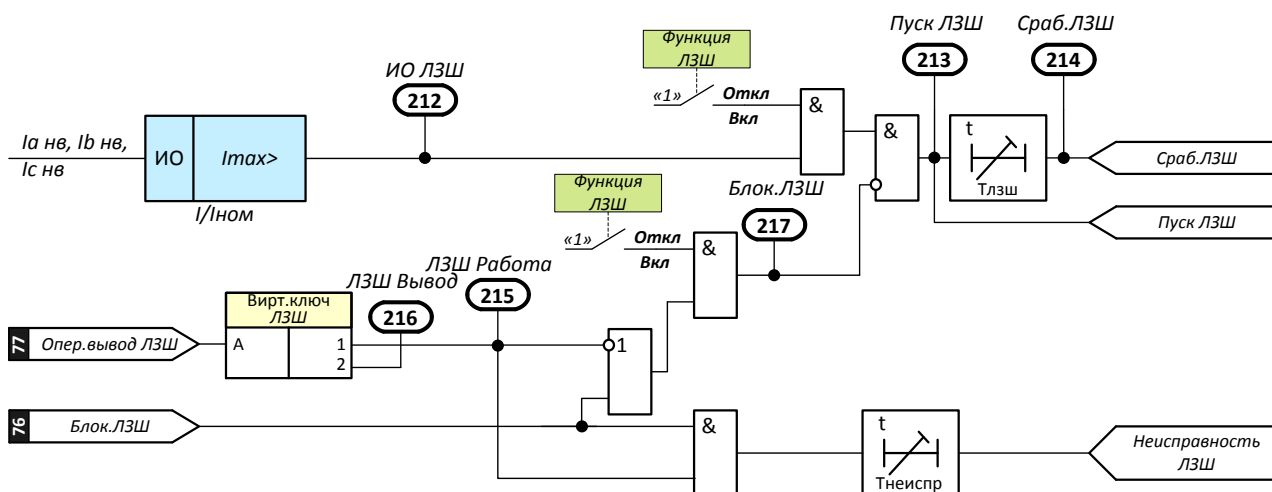 Пуск ЛЗШ
Сраб.ЛЗШ
213
214
Функция
ЛЗШ
ИО ЛЗШ
212
«1»
Откл
Вкл
&
&
t
Тлзш
Сраб.ЛЗШ
Ia нв, Ib нв,
Ic нв
ИО
Imax>
I/Iном
Функция
ЛЗШ
Блок.ЛЗШ
217
Пуск ЛЗШ
«1»
Откл
Вкл
&
ЛЗШ Работа
215
ЛЗШ Вывод
216
Вирт.ключ
ЛЗШ
77
Опер.вывод ЛЗШ
A
1
2
1
76
Блок.ЛЗШ
&
t
Тнеиспр
Неисправность
ЛЗШ